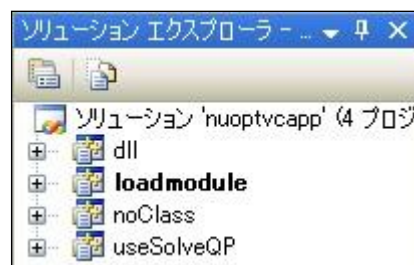 ソリューション エクスプローラ - ...
ソリューション 'nuoptvcapp' (4 プロジ
dll
loadmodule
noClass
useSolveQP